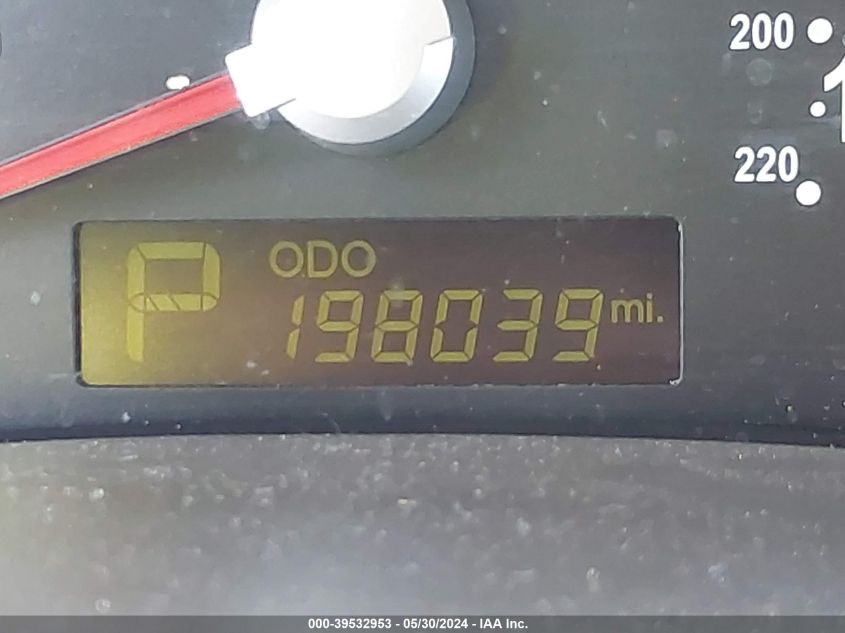 200
220
P ODO
198039 mi.
000-39532953 - 05/30/2024 - IAA Inc.